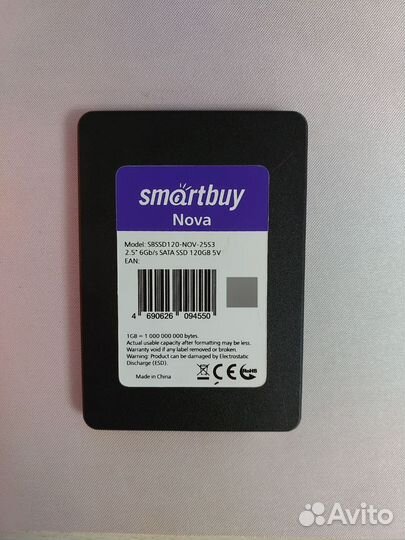 smartbuy
Nova
Model: SBSSD120-NOV-25S3
2.5" 6Gb/s SATA SSD 120GB 5V
EAN:
4 690626 094550
1GB = 1 000 000 000 bytes.
Actual usable capacity after formatting may be less.
Warranty void if any label removed or broken.
Warning: Product can be damaged by Electrostatic
Discharge (ESD).
Made in China
CE RoHS
Avito